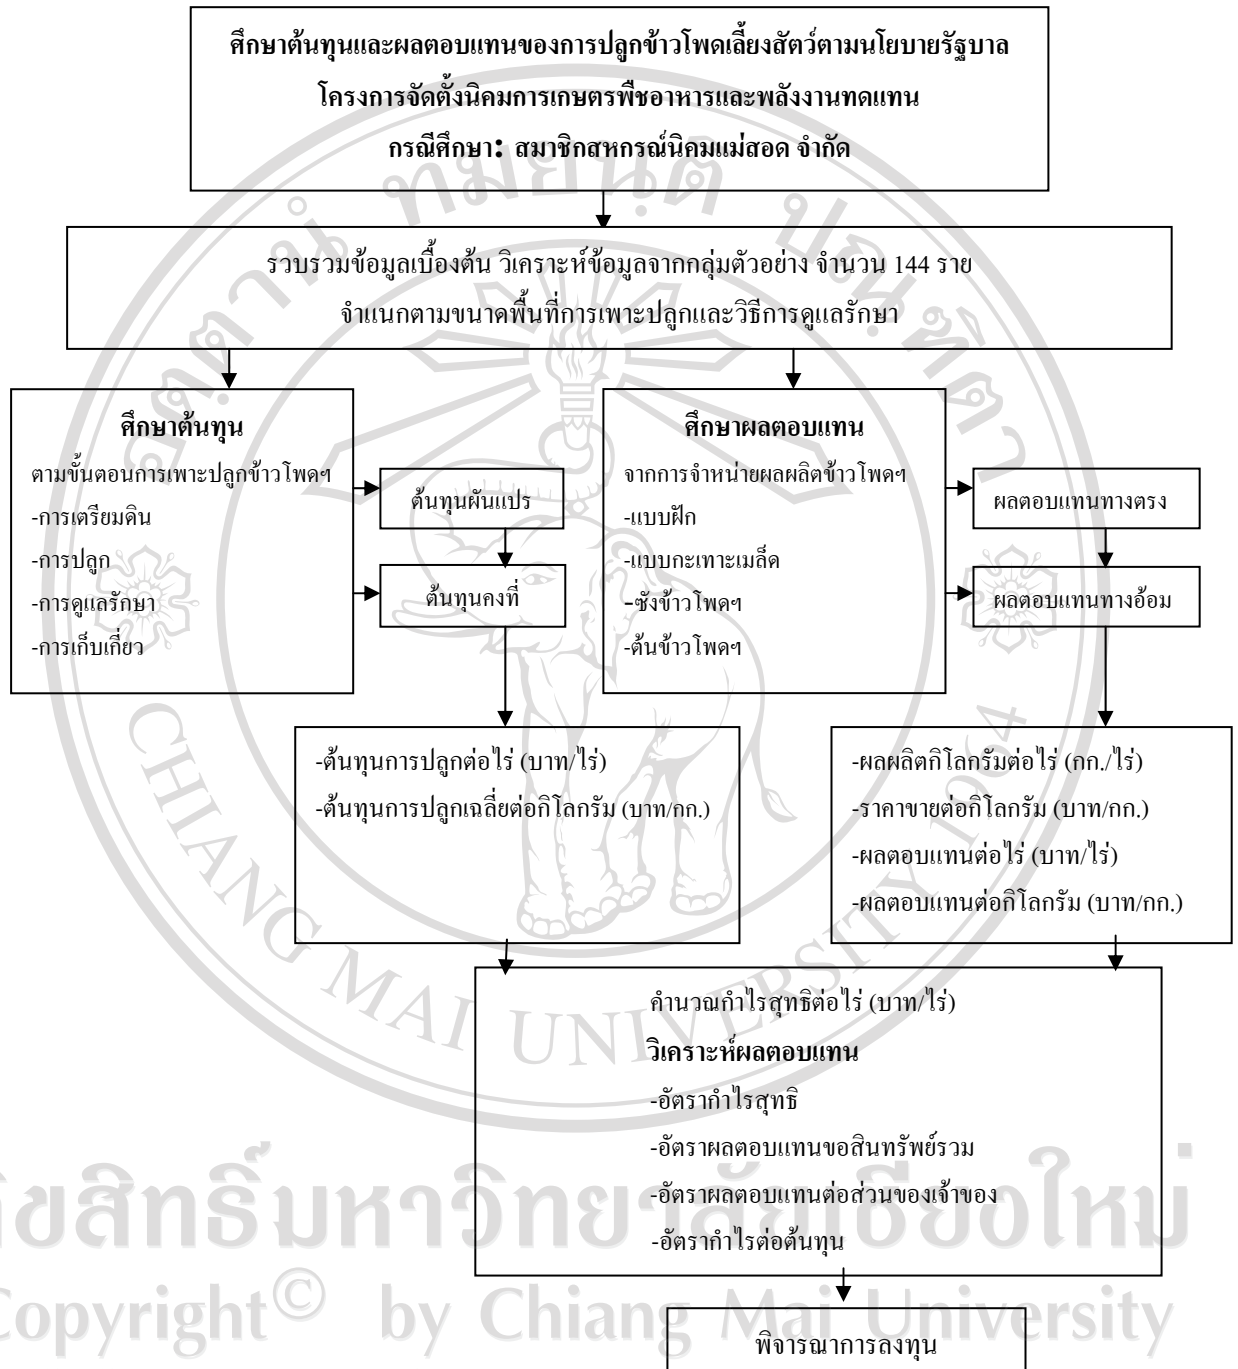 ศึกษาต้นทุนและผลตอบแทนของการปลูกข้าวโพดเลี้ยงสัตว์ตามนโยบายรัฐบาล
โครงการจัดตั้งนิคมการเกษตรพืชอาหารและพลังงานทดแทน
กรณีศึกษา: สมาชิกสหกรณ์นิคมแม่สอด จำกัด
รวบรวมข้อมูลเบื้องต้น วิเคราะห์ข้อมูลจากกลุ่มตัวอย่าง จำนวน 144 ราย
จำแนกตามขนาดพื้นที่การเพาะปลูกและวิธีการดูแลรักษา
ศึกษาต้นทุน
ตามขั้นตอนการเพาะปลูกข้าวโพดฯ
-การเตรียมดิน
-การปลูก
-การดูแลรักษา
-การเก็บเกี่ยว
ต้นทุนผันแปร
ต้นทุนคงที่
ศึกษาผลตอบแทน
จากการจำหน่ายผลผลิตข้าวโพดฯ
-แบบฝัก
-แบบกะเทาะเมล็ด
-ซังข้าวโพดฯ
-ต้นข้าวโพดฯ
ผลตอบแทนทางตรง
ผลตอบแทนทางอ้อม
-ต้นทุนการปลูกต่อไร่ (บาท/ไร่)
-ต้นทุนการปลูกเฉลี่ยต่อกิโลกรัม (บาท/กก.)
-ผลผลิตกิโลกรัมต่อไร่ (กก./ไร่)
-ราคาขายต่อกิโลกรัม (บาท/กก.)
-ผลตอบแทนต่อไร่ (บาท/ไร่)
-ผลตอบแทนต่อกิโลกรัม (บาท/กก.)
คำนวณกำไรสุทธิต่อไร่ (บาท/ไร่)
วิเคราะห์ผลตอบแทน
-อัตรากำไรสุทธิ
-อัตราผลตอบแทนขอสินทรัพย์รวม
-อัตราผลตอบแทนต่อส่วนของเจ้าของ
-อัตรากำไรต่อต้นทุน
พิจารณาการลงทุน
CHIANG MAI UNIVERSITY 1964
ลิขสิทธิ์มหาวิทยาลัยเชียงใหม่
Copyright© by Chiang Mai University